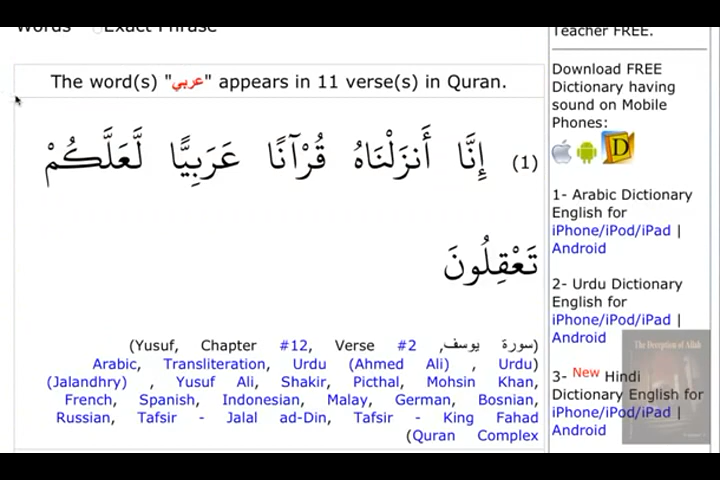 Words Exact Phrase
The word(s) "عربي" appears in 11 verse(s) in Quran.
(1) إِنَّا أَنزَلْنَاهُ قُرْآنًا عَرَبِيًّا لَّعَلَّكُمْ
تَعْقِلُونَ
(Yusuf, Chapter #12, Verse #2 ,سورة يوسف)
Arabic, Transliteration, Urdu (Ahmed Ali) , Urdu)
(Jalandhry) , Yusuf Ali, Shakir, Picthal, Mohsin Khan,
French, Spanish, Indonesian, Malay, German, Bosnian,
Russian, Tafsir - Jalal ad-Din, Tafsir - King Fahad
(Quran Complex
Teacher FREE.
Download FREE
Dictionary having
sound on Mobile
Phones:
D
1- Arabic Dictionary
English for
iPhone/iPod/iPad |
Android
2- Urdu Dictionary
English for
iPhone/iPod/iPad |
Android
The Deception of Allah
3- New Hindi
Dictionary English for
iPhone/iPod/iPad |
Android